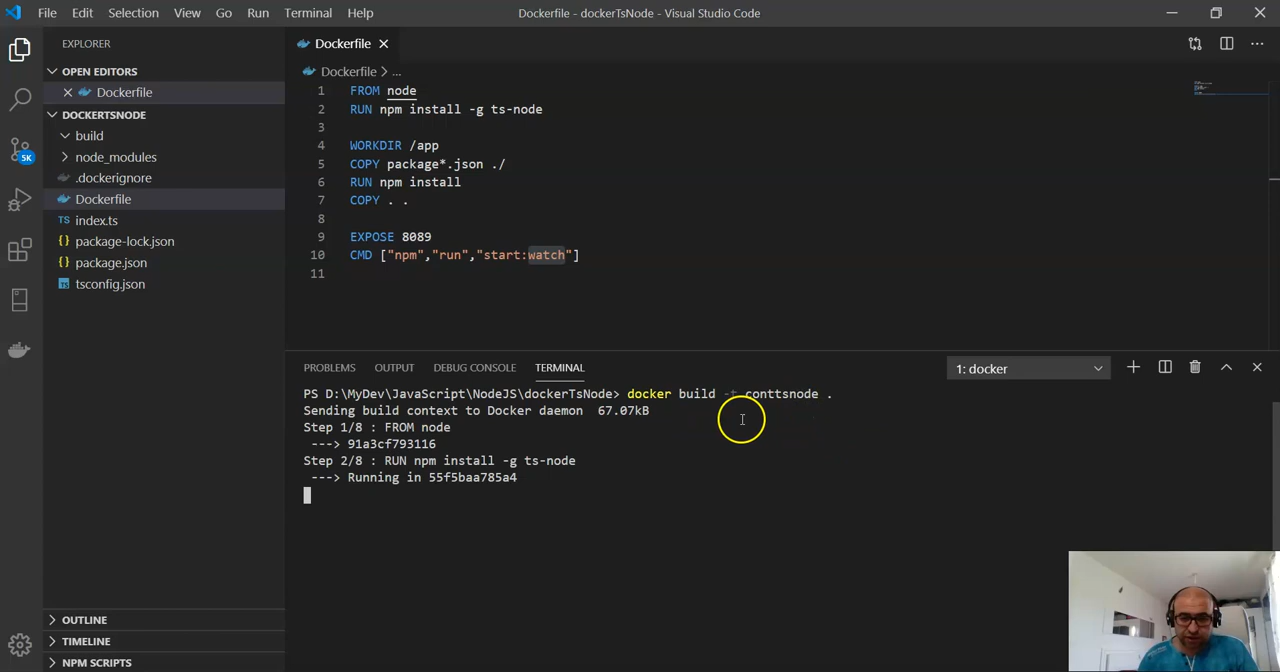 File Edit Selection View Go Run Terminal Help
Dockerfile - dockerTsNode - Visual Studio Code
EXPLORER
OPEN EDITORS
Dockerfile
DOCKERTSNODE
build
node_modules
.dockerignore
Dockerfile
TS index.ts
{} package-lock.json
{} package.json
TS tsconfig.json
OUTLINE
TIMELINE
NPM SCRIPTS
5K
Dockerfile
Dockerfile > ...
1 FROM node
2 RUN npm install -g ts-node
3
4 WORKDIR /app
5 COPY package*.json ./
6 RUN npm install
7 COPY . .
8
9 EXPOSE 8089
10 CMD ["npm","run","start:watch"]
11
PROBLEMS OUTPUT DEBUG CONSOLE TERMINAL
1: docker
PS D:\MyDev\JavaScript\NodeJS\dockerTsNode> docker build -t conttsnode .
Sending build context to Docker daemon 67.07kB
Step 1/8 : FROM node
---> 91a3cf793116
Step 2/8 : RUN npm install -g ts-node
---> Running in 55f5baa785a4